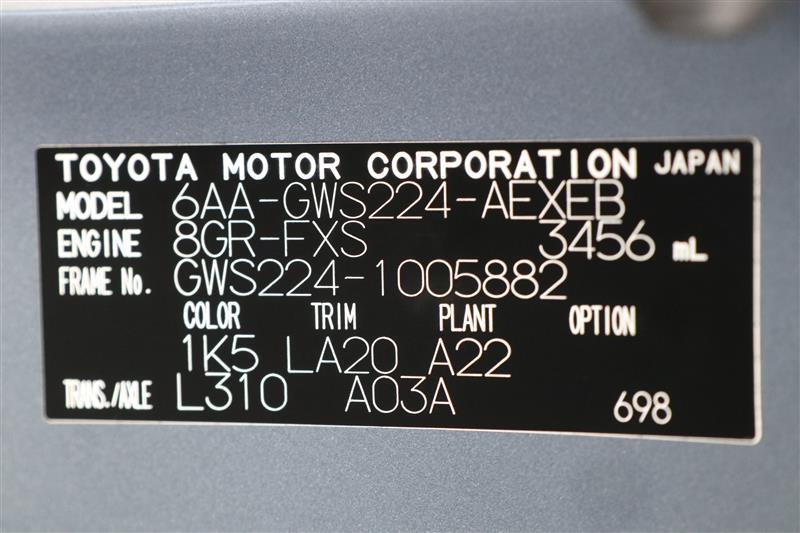 TOYOTA MOTOR CORPORATION JAPAN
MODEL 6AA-GWS224-AEXEB
ENGINE 8GR-FXS 3456 mL
FRAME No. GWS224-1005882
COLOR TRIM PLANT OPTION
1K5 LA20 A22
TRANS./AXLE L310 A03A 698